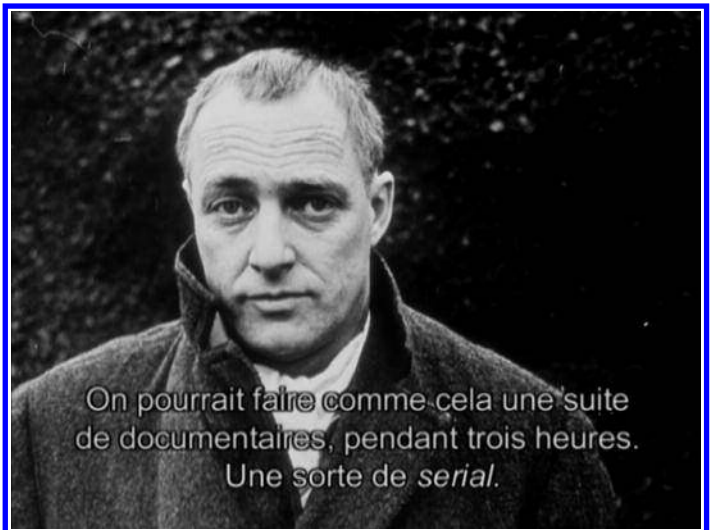 On pourrait faire comme cela une suite
de documentaires, pendant trois heures.
Une sorte de serial.